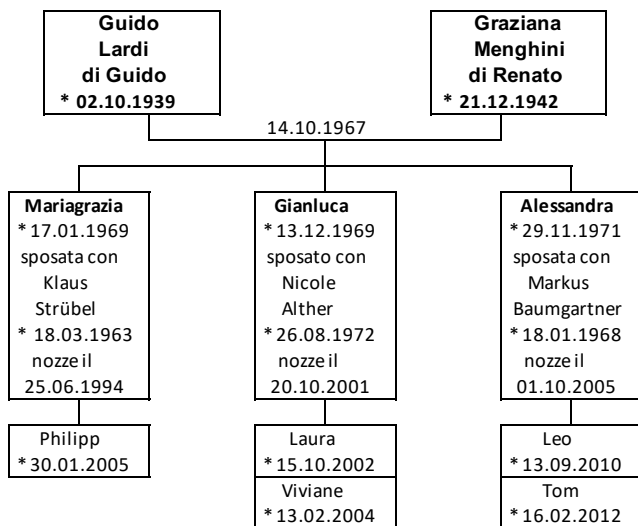 Guido
Lardi
di Guido
* 02.10.1939
Graziana
Menghini
di Renato
* 21.12.1942
14.10.1967
Mariagrazia
* 17.01.1969
sposata con
Klaus
Strübel
* 18.03.1963
nozze il
25.06.1994
Gianluca
* 13.12.1969
sposato con
Nicole
Alther
* 26.08.1972
nozze il
20.10.2001
Alessandra
* 29.11.1971
sposata con
Markus
Baumgartner
* 18.01.1968
nozze il
01.10.2005
Philipp
* 30.01.2005
Laura
* 15.10.2002
Viviane
* 13.02.2004
Leo
* 13.09.2010
Tom
* 16.02.2012